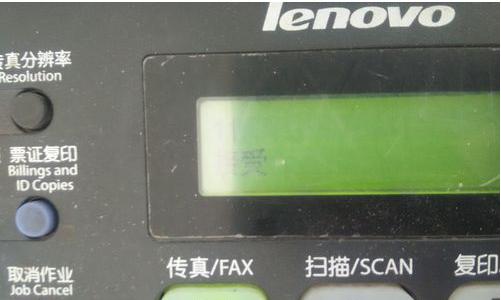 lenovo
真分辨率
Resolution
票证复印
Billings and
ID Copies
取消作业
Job Cancel
传真/FAX
扫描/SCAN
复印